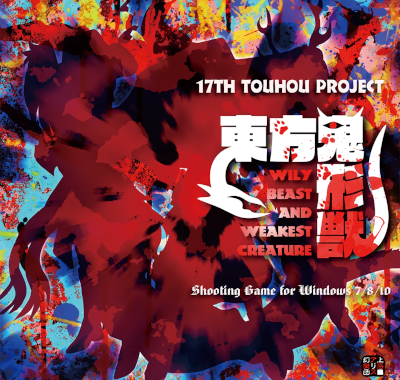 17TH TOUHOU PROJECT
東方鬼形獣
WILY
BEAST
AND
WEAKEST
CREATURE
Shooting Game for Windows 7/8/10